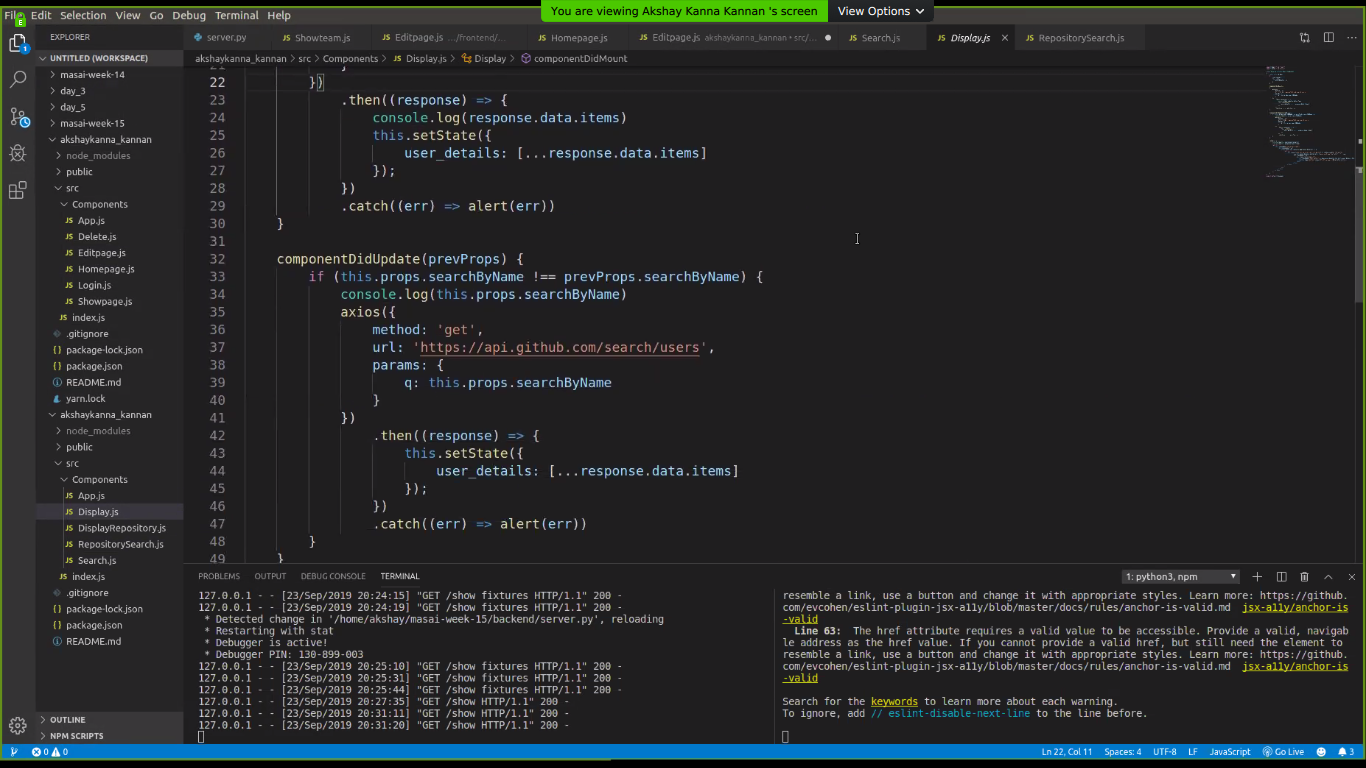 You are viewing Akshay Kanna Kannan 's screen
View Options
File Edit Selection View Go Debug Terminal Help
EXPLORER
server.py
Showteam.js
Editpage.js .../frontend/...
Homepage.js
Editpage.js akshaykanna_kannan • src/...
Search.js
Display.js
RepositorySearch.js
UNTITLED (WORKSPACE)
akshaykanna_kannan › src › Components › Display.js › Display › componentDidMount
masai-week-14
day_3
day_5
masai-week-15
akshaykanna_kannan
node_modules
public
src
Components
App.js
Delete.js
Editpage.js
Homepage.js
Login.js
Showpage.js
index.js
.gitignore
package-lock.json
package.json
README.md
yarn.lock
akshaykanna_kannan
node_modules
public
src
Components
App.js
Display.js
DisplayRepository.js
RepositorySearch.js
Search.js
index.js
.gitignore
package-lock.json
package.json
README.md
OUTLINE
NPM SCRIPTS
22 })
23 .then((response) => {
24 console.log(response.data.items)
25 this.setState({
26 user_details: [...response.data.items]
27 });
28 })
29 .catch((err) => alert(err))
30 }
31
32 componentDidUpdate(prevProps) {
33 if (this.props.searchByName !== prevProps.searchByName) {
34 console.log(this.props.searchByName)
35 axios({
36 method: 'get',
37 url: 'https://api.github.com/search/users',
38 params: {
39 q: this.props.searchByName
40 }
41 })
42 .then((response) => {
43 this.setState({
44 user_details: [...response.data.items]
45 });
46 })
47 .catch((err) => alert(err))
48 }
49 }
PROBLEMS OUTPUT DEBUG CONSOLE TERMINAL
1: python3, npm
127.0.0.1 - - [23/Sep/2019 20:24:15] "GET /show fixtures HTTP/1.1" 200 -
127.0.0.1 - - [23/Sep/2019 20:24:19] "GET /show fixtures HTTP/1.1" 200 -
* Detected change in '/home/akshay/masai-week-15/backend/server.py', reloading
* Restarting with stat
* Debugger is active!
* Debugger PIN: 130-899-003
127.0.0.1 - - [23/Sep/2019 20:25:10] "GET /show fixtures HTTP/1.1" 200 -
127.0.0.1 - - [23/Sep/2019 20:25:31] "GET /show fixtures HTTP/1.1" 200 -
127.0.0.1 - - [23/Sep/2019 20:25:44] "GET /show fixtures HTTP/1.1" 200 -
127.0.0.1 - - [23/Sep/2019 20:27:35] "GET /show HTTP/1.1" 200 -
127.0.0.1 - - [23/Sep/2019 20:31:11] "GET /show HTTP/1.1" 200 -
127.0.0.1 - - [23/Sep/2019 20:31:20] "GET /show HTTP/1.1" 200 -
resemble a link, use a button and change it with appropriate styles. Learn more: https://github.
com/evcohen/eslint-plugin-jsx-a11y/blob/master/docs/rules/anchor-is-valid.md jsx-a11y/anchor-is
-valid
Line 63: The href attribute requires a valid value to be accessible. Provide a valid, navigab
le address as the href value. If you cannot provide a valid href, but still need the element to
resemble a link, use a button and change it with appropriate styles. Learn more: https://github.
com/evcohen/eslint-plugin-jsx-a11y/blob/master/docs/rules/anchor-is-valid.md jsx-a11y/anchor-is
-valid
Search for the keywords to learn more about each warning.
To ignore, add // eslint-disable-next-line to the line before.
0 0
Ln 22, Col 11 Spaces: 4 UTF-8 LF JavaScript Go Live 3